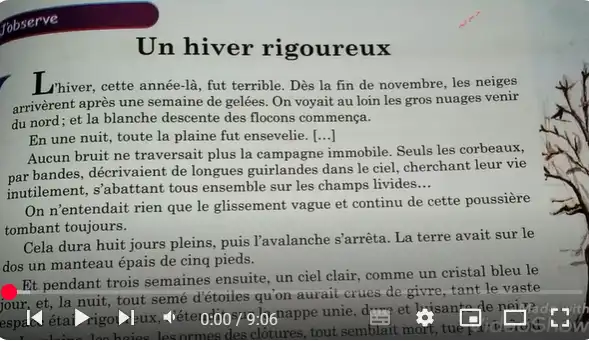 J'observe
Un hiver rigoureux
L'hiver, cette année-là, fut terrible. Dès la fin de novembre, les neiges
arrivèrent après une semaine de gelées. On voyait au loin les gros nuages venir
du nord ; et la blanche descente des flocons commença.
En une nuit, toute la plaine fut ensevelie. [...]
Aucun bruit ne traversait plus la campagne immobile. Seuls les corbeaux,
par bandes, décrivaient de longues guirlandes dans le ciel, cherchant leur vie
inutilement, s'abattant tous ensemble sur les champs livides...
On n'entendait rien que le glissement vague et continu de cette poussière
tombant toujours.
Cela dura huit jours pleins, puis l'avalanche s'arrêta. La terre avait sur le
dos un manteau épais de cinq pieds.
Et pendant trois semaines ensuite, un ciel clair, comme un cristal bleu le
jour, et, la nuit, tout semé d'étoiles qu'on aurait crues de givre, tant le vaste
espace était rigoureux, s'étendit nappe unie, dure et luisante de
les haies, les ormes des clôtures, tout semblait mort,
0:00 / 9:06